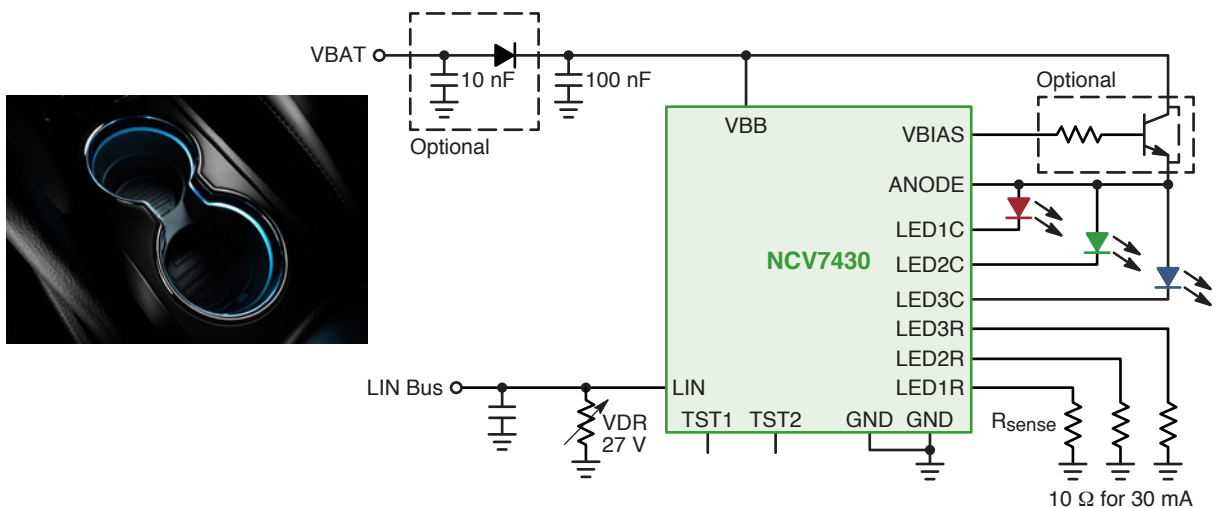 VBAT
10 nF
100 nF
Optional
Optional
VBB
VBIAS
ANODE
LED1C
NCV7430
LED2C
LED3C
LED3R
LED2R
LED1R
LIN Bus
LIN
VDR
27 V
TST1
TST2
GND
GND
Rsense
10 Ω for 30 mA